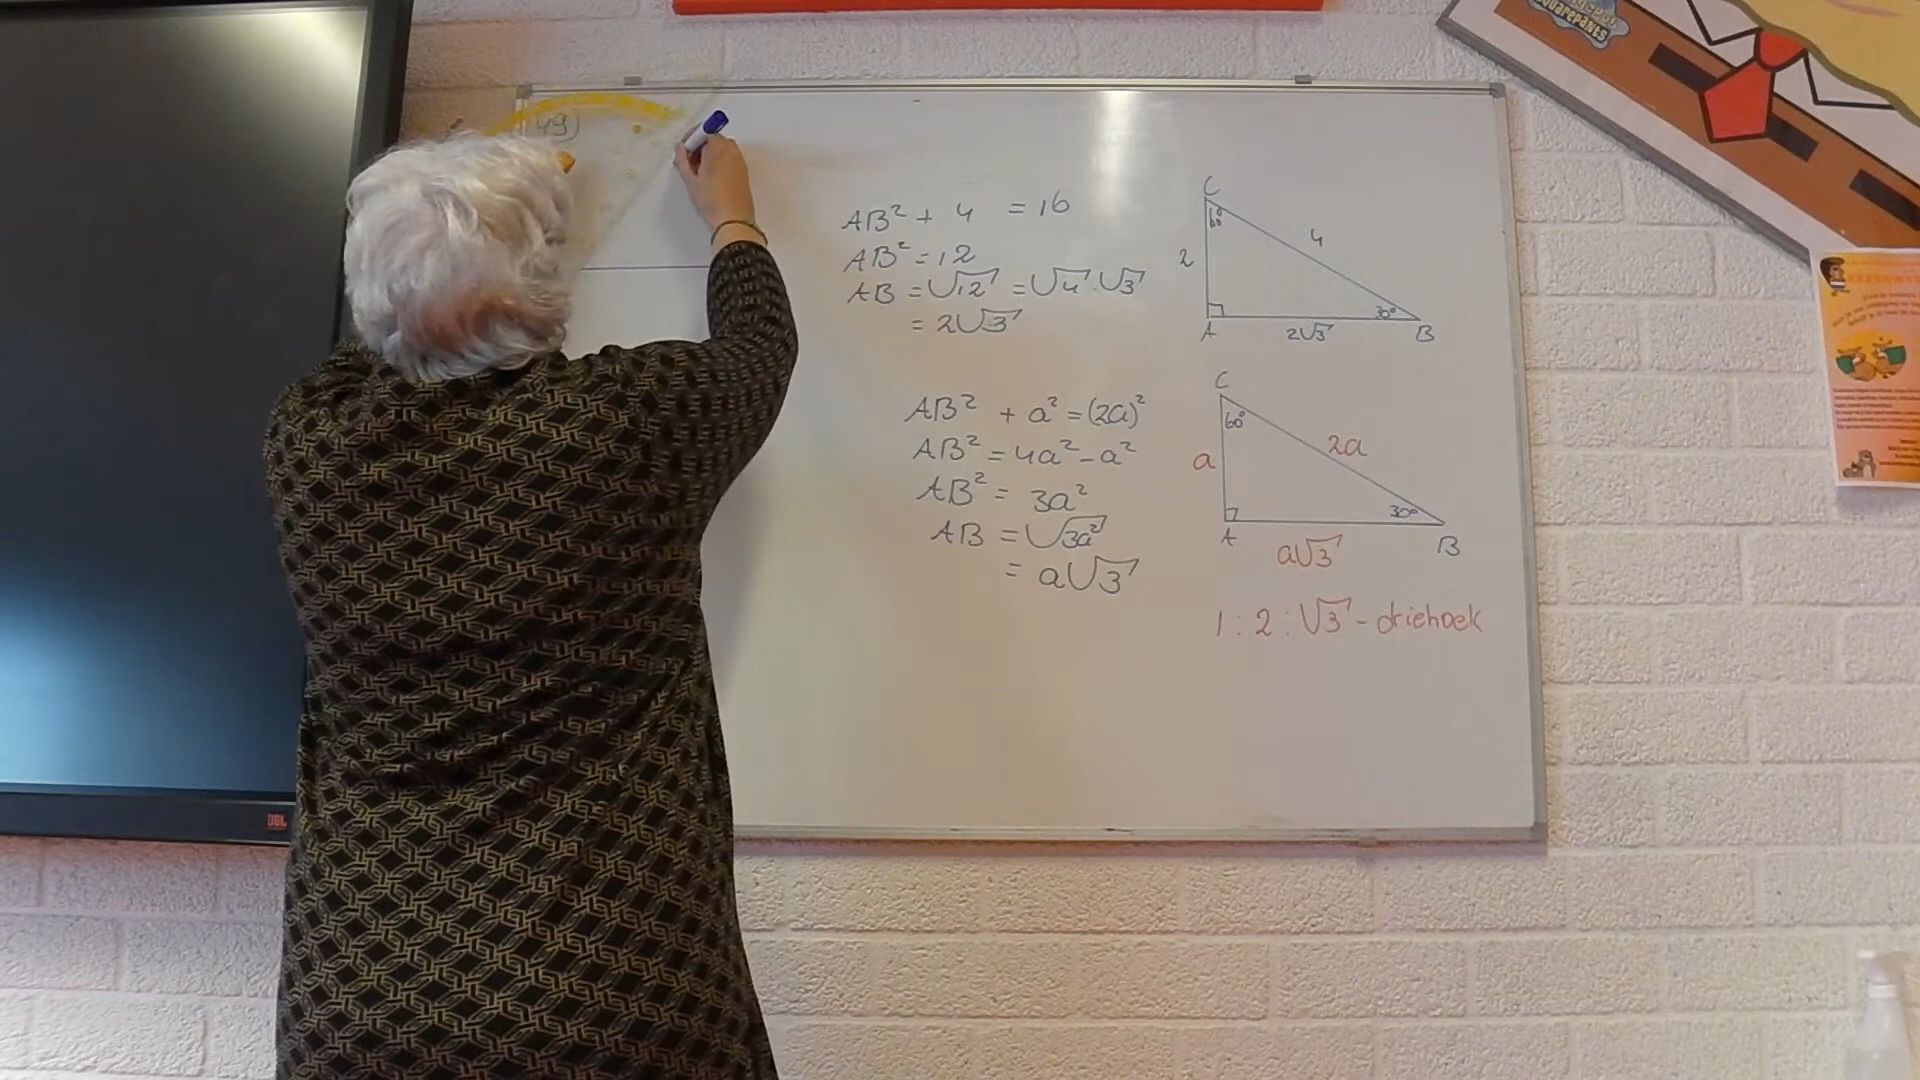 49)
AB² + 4 = 16
AB² = 12
AB = √12 = √4 · √3
= 2√3
C
60°
4
2
30°
A
2√3
B
AB² + a² = (2a)²
AB² = 4a² - a²
AB² = 3a²
AB = √3a²
= a√3
C
60°
2a
a
30°
A
a√3
B
1 : 2 : √3 - driehoek
SQUAREPANTS
JBL